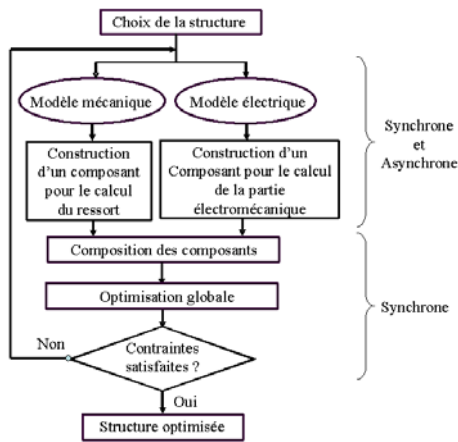 Choix de la structure
Modèle mécanique
Modèle électrique
Construction
d'un composant
pour le calcul
du ressort
Construction d'un
Composant pour le calcul
de la partie
électromécanique
Synchrone
et
Asynchrone
Composition des composants
Optimisation globale
Synchrone
Non
Contraintes
satisfaites ?
Oui
Structure optimisée